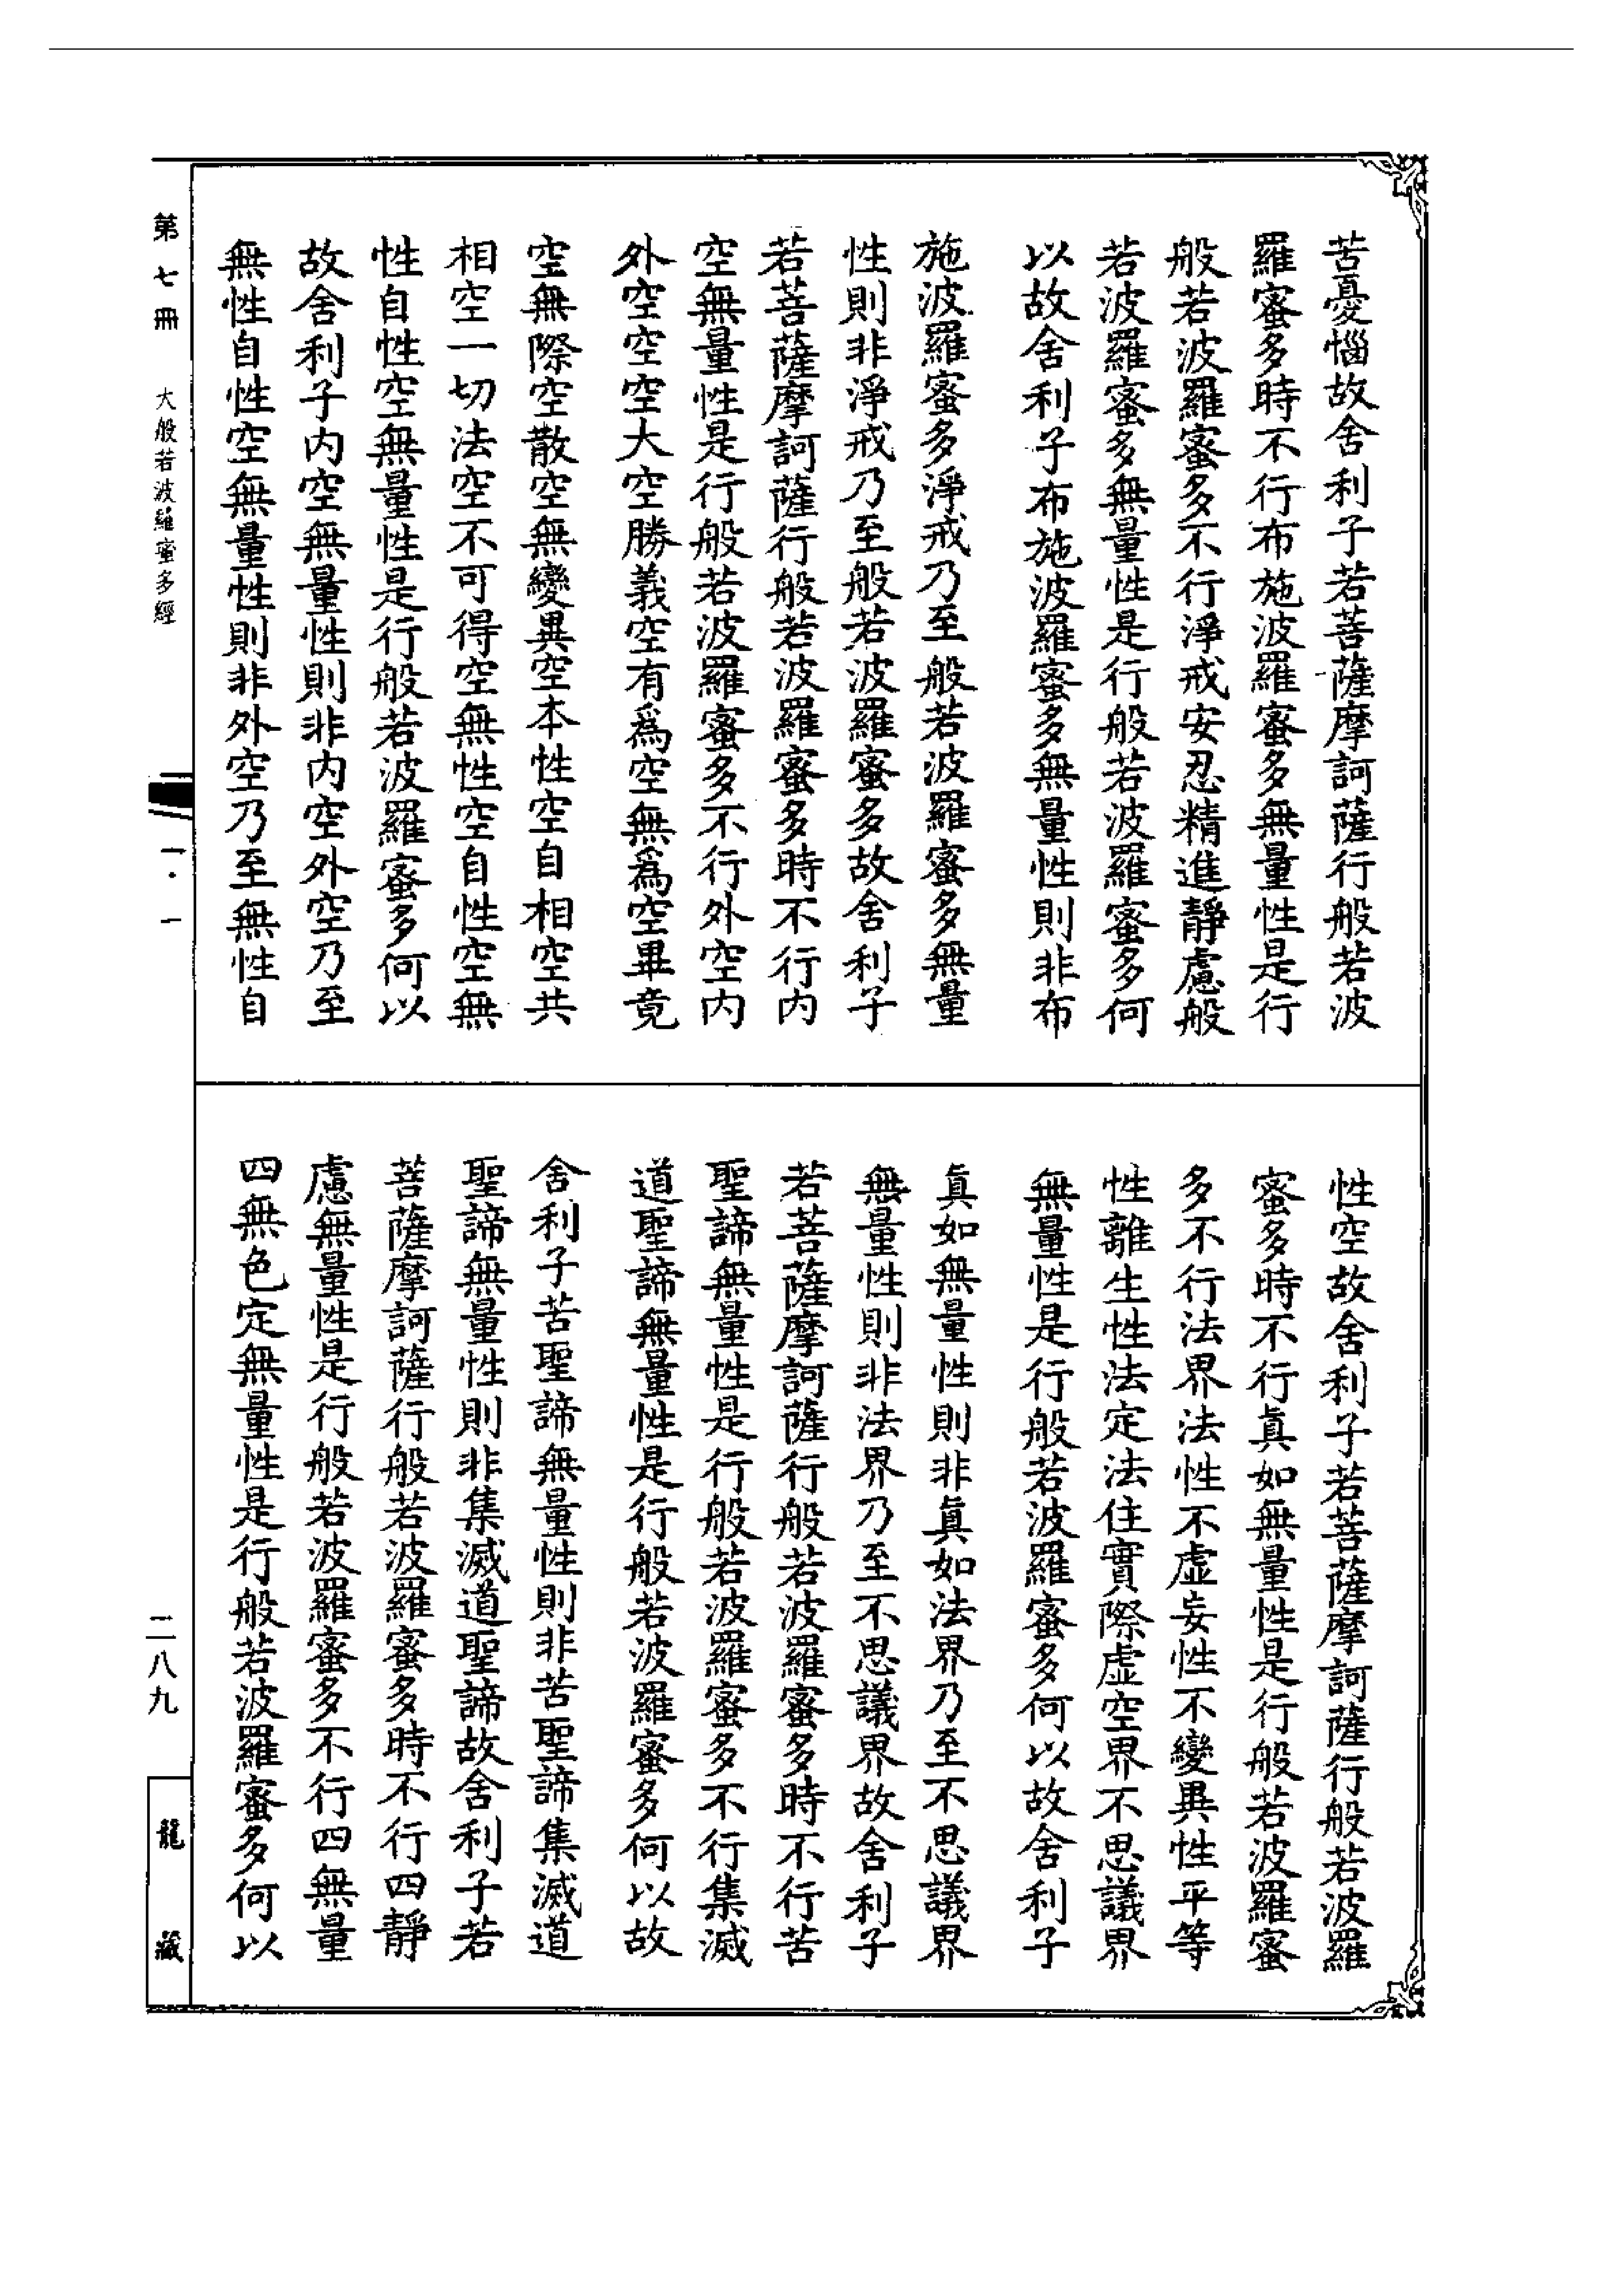 苦憂惱故舍利子若菩薩摩訶薩行般若波
羅蜜多時不行布施波羅蜜多無量性是行
般若波羅蜜多不行淨戒安忍精進靜慮般
若波羅蜜多無量性是行般若波羅蜜多何
以故舍利子布施波羅蜜多無量性則非布
施波羅蜜多淨戒乃至般若波羅蜜多無量
性則非淨戒乃至般若波羅蜜多故舍利子
若菩薩摩訶薩行般若波羅蜜多時不行內
空無量性是行般若波羅蜜多不行外空內
外空空空大空勝義空有爲空無爲空畢竟
空無際空散空無變異空本性空自相空共
相空一切法空不可得空無性空自性空無
性自性空無量性是行般若波羅蜜多何以
故舍利子內空無量性則非內空外空乃至
無性自性空無量性則非外空乃至無性自
性空故舍利子若菩薩摩訶薩行般若波羅
蜜多時不行眞如無量性是行般若波羅蜜
多不行法界法性不虛妄性不變異性平等
性離生性法定法住實際虛空界不思議界
無量性是行般若波羅蜜多何以故舍利子
眞如無量性則非眞如法界乃至不思議界
無量性則非法界乃至不思議界故舍利子
若菩薩摩訶薩行般若波羅蜜多時不行苦
聖諦無量性是行般若波羅蜜多不行集滅
道聖諦無量性是行般若波羅蜜多何以故
舍利子苦聖諦無量性則非苦聖諦集滅道
聖諦無量性則非集滅道聖諦故舍利子若
菩薩摩訶薩行般若波羅蜜多時不行四靜
慮無量性是行般若波羅蜜多不行四無量
四無色定無量性是行般若波羅蜜多何以
第七冊 大般若波羅蜜多經
一·一
二八九
龍藏